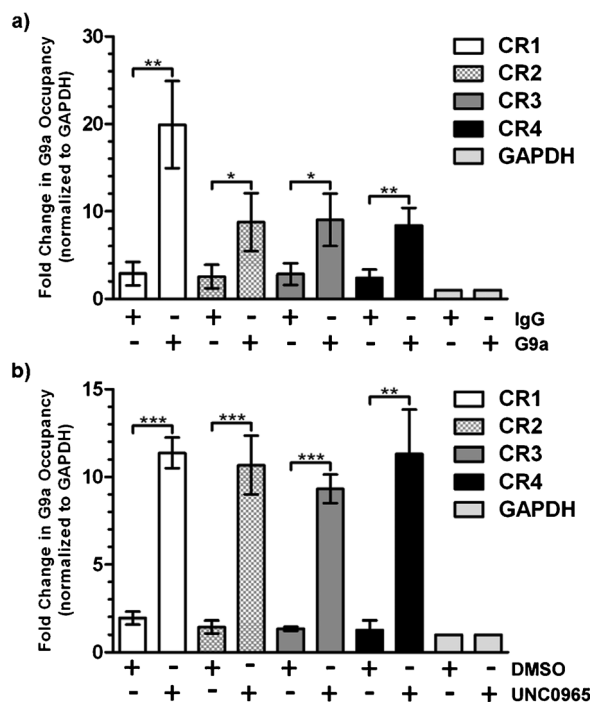 a)
Fold Change in G9a Occupancy
(normalized to GAPDH)
30
20
10
0
** * * **
CR1
CR2
CR3
CR4
GAPDH
+ - + - + - + - + - IgG
- + - + - + - + - + G9a
b)
Fold Change in G9a Occupancy
(normalized to GAPDH)
15
10
5
0
*** *** *** **
CR1
CR2
CR3
CR4
GAPDH
+ - + - + - + - + - DMSO
- + - + - + - + - + UNC0965